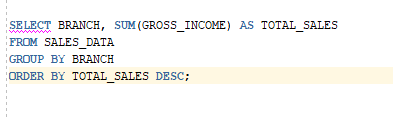 SELECT BRANCH, SUM(GROSS_INCOME) AS TOTAL_SALES
FROM SALES_DATA
GROUP BY BRANCH
ORDER BY TOTAL_SALES DESC;